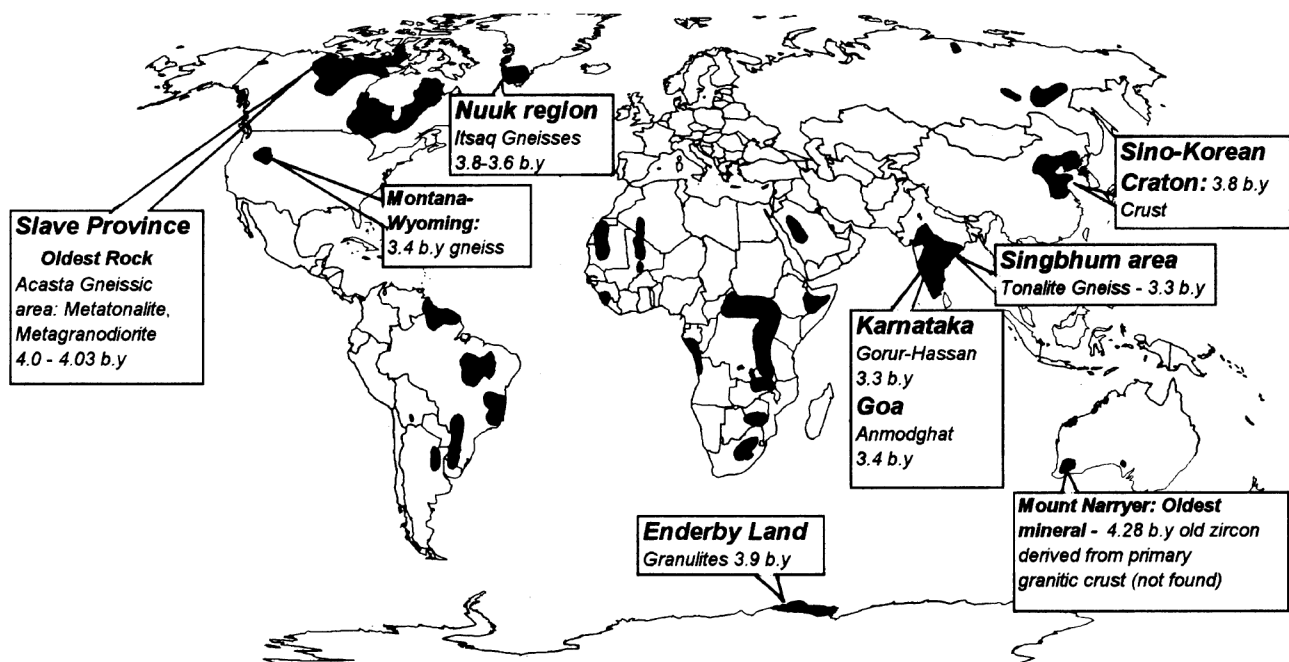 Nuuk region
Itsaq Gneisses
3.8-3.6 b.y
Sino-Korean
Craton: 3.8 b.y
Crust
Montana-
Wyoming:
3.4 b.y gneiss
Slave Province
Oldest Rock
Acasta Gneissic
area: Metatonalite,
Metagranodiorite
4.0 - 4.03 b.y
Singbhum area
Tonalite Gneiss - 3.3 b.y
Karnataka
Gorur-Hassan
3.3 b.y
Goa
Anmodghat
3.4 b.y
Mount Narryer: Oldest
mineral - 4.28 b.y old zircon
derived from primary
granitic crust (not found)
Enderby Land
Granulites 3.9 b.y